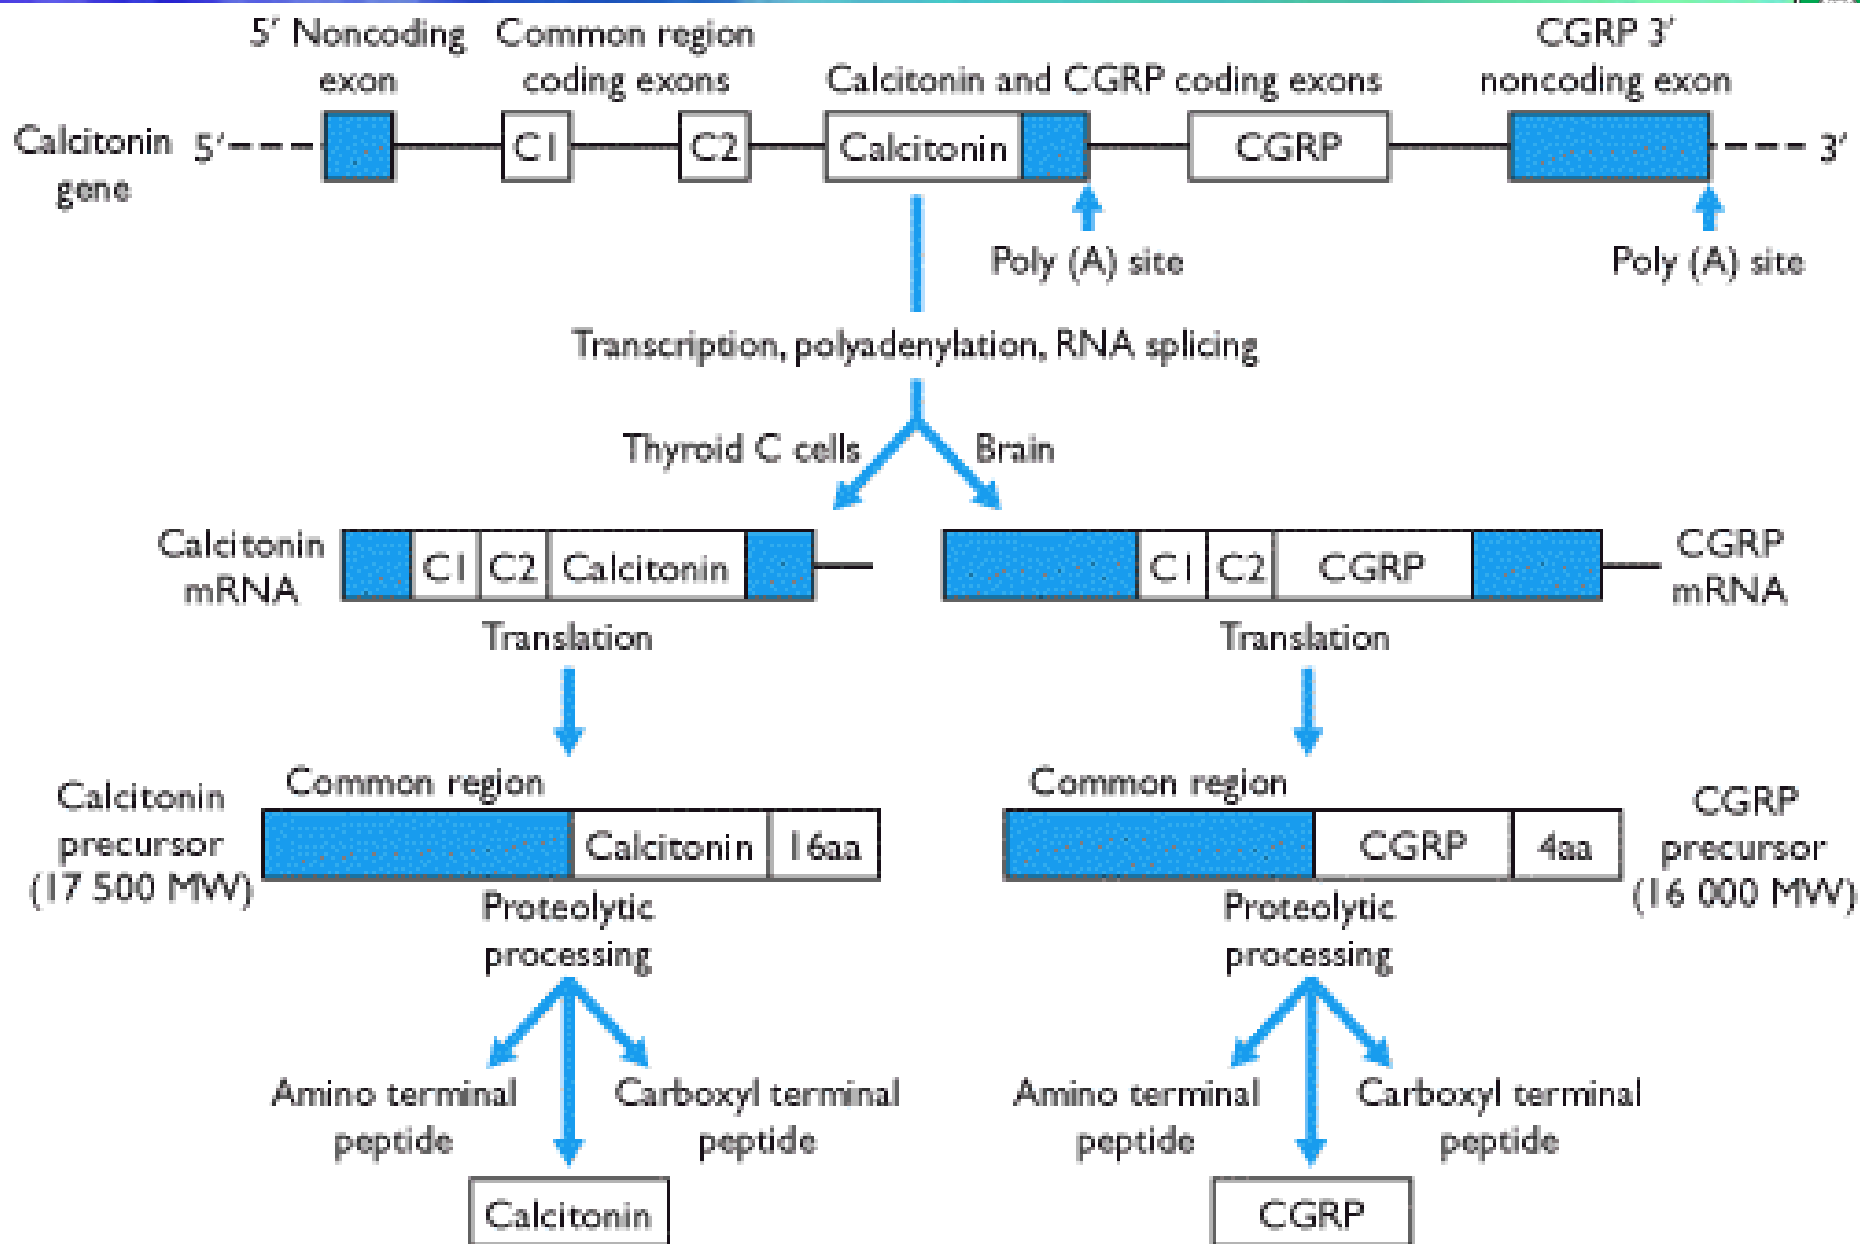 5′ Noncoding
exon
Common region
coding exons
Calcitonin and CGRP coding exons
CGRP 3′
noncoding exon
Calcitonin
gene
5′
C1
C2
Calcitonin
CGRP
3′
Poly (A) site
Poly (A) site
Transcription, polyadenylation, RNA splicing
Thyroid C cells
Brain
Calcitonin
mRNA
C1
C2
Calcitonin
C1
C2
CGRP
CGRP
mRNA
Translation
Translation
Calcitonin
precursor
(17 500 MW)
Common region
Calcitonin
16aa
Common region
CGRP
4aa
CGRP
precursor
(16 000 MW)
Proteolytic
processing
Proteolytic
processing
Amino terminal
peptide
Carboxyl terminal
peptide
Amino terminal
peptide
Carboxyl terminal
peptide
Calcitonin
CGRP